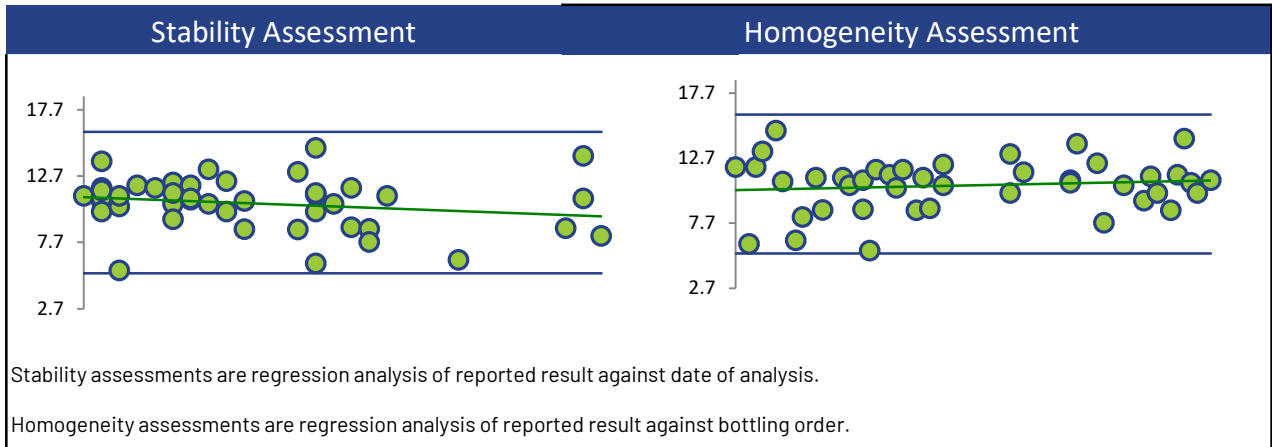 Stability Assessment
Homogeneity Assessment
17.7
12.7
7.7
2.7
17.7
12.7
7.7
2.7
Stability assessments are regression analysis of reported result against date of analysis.
Homogeneity assessments are regression analysis of reported result against bottling order.